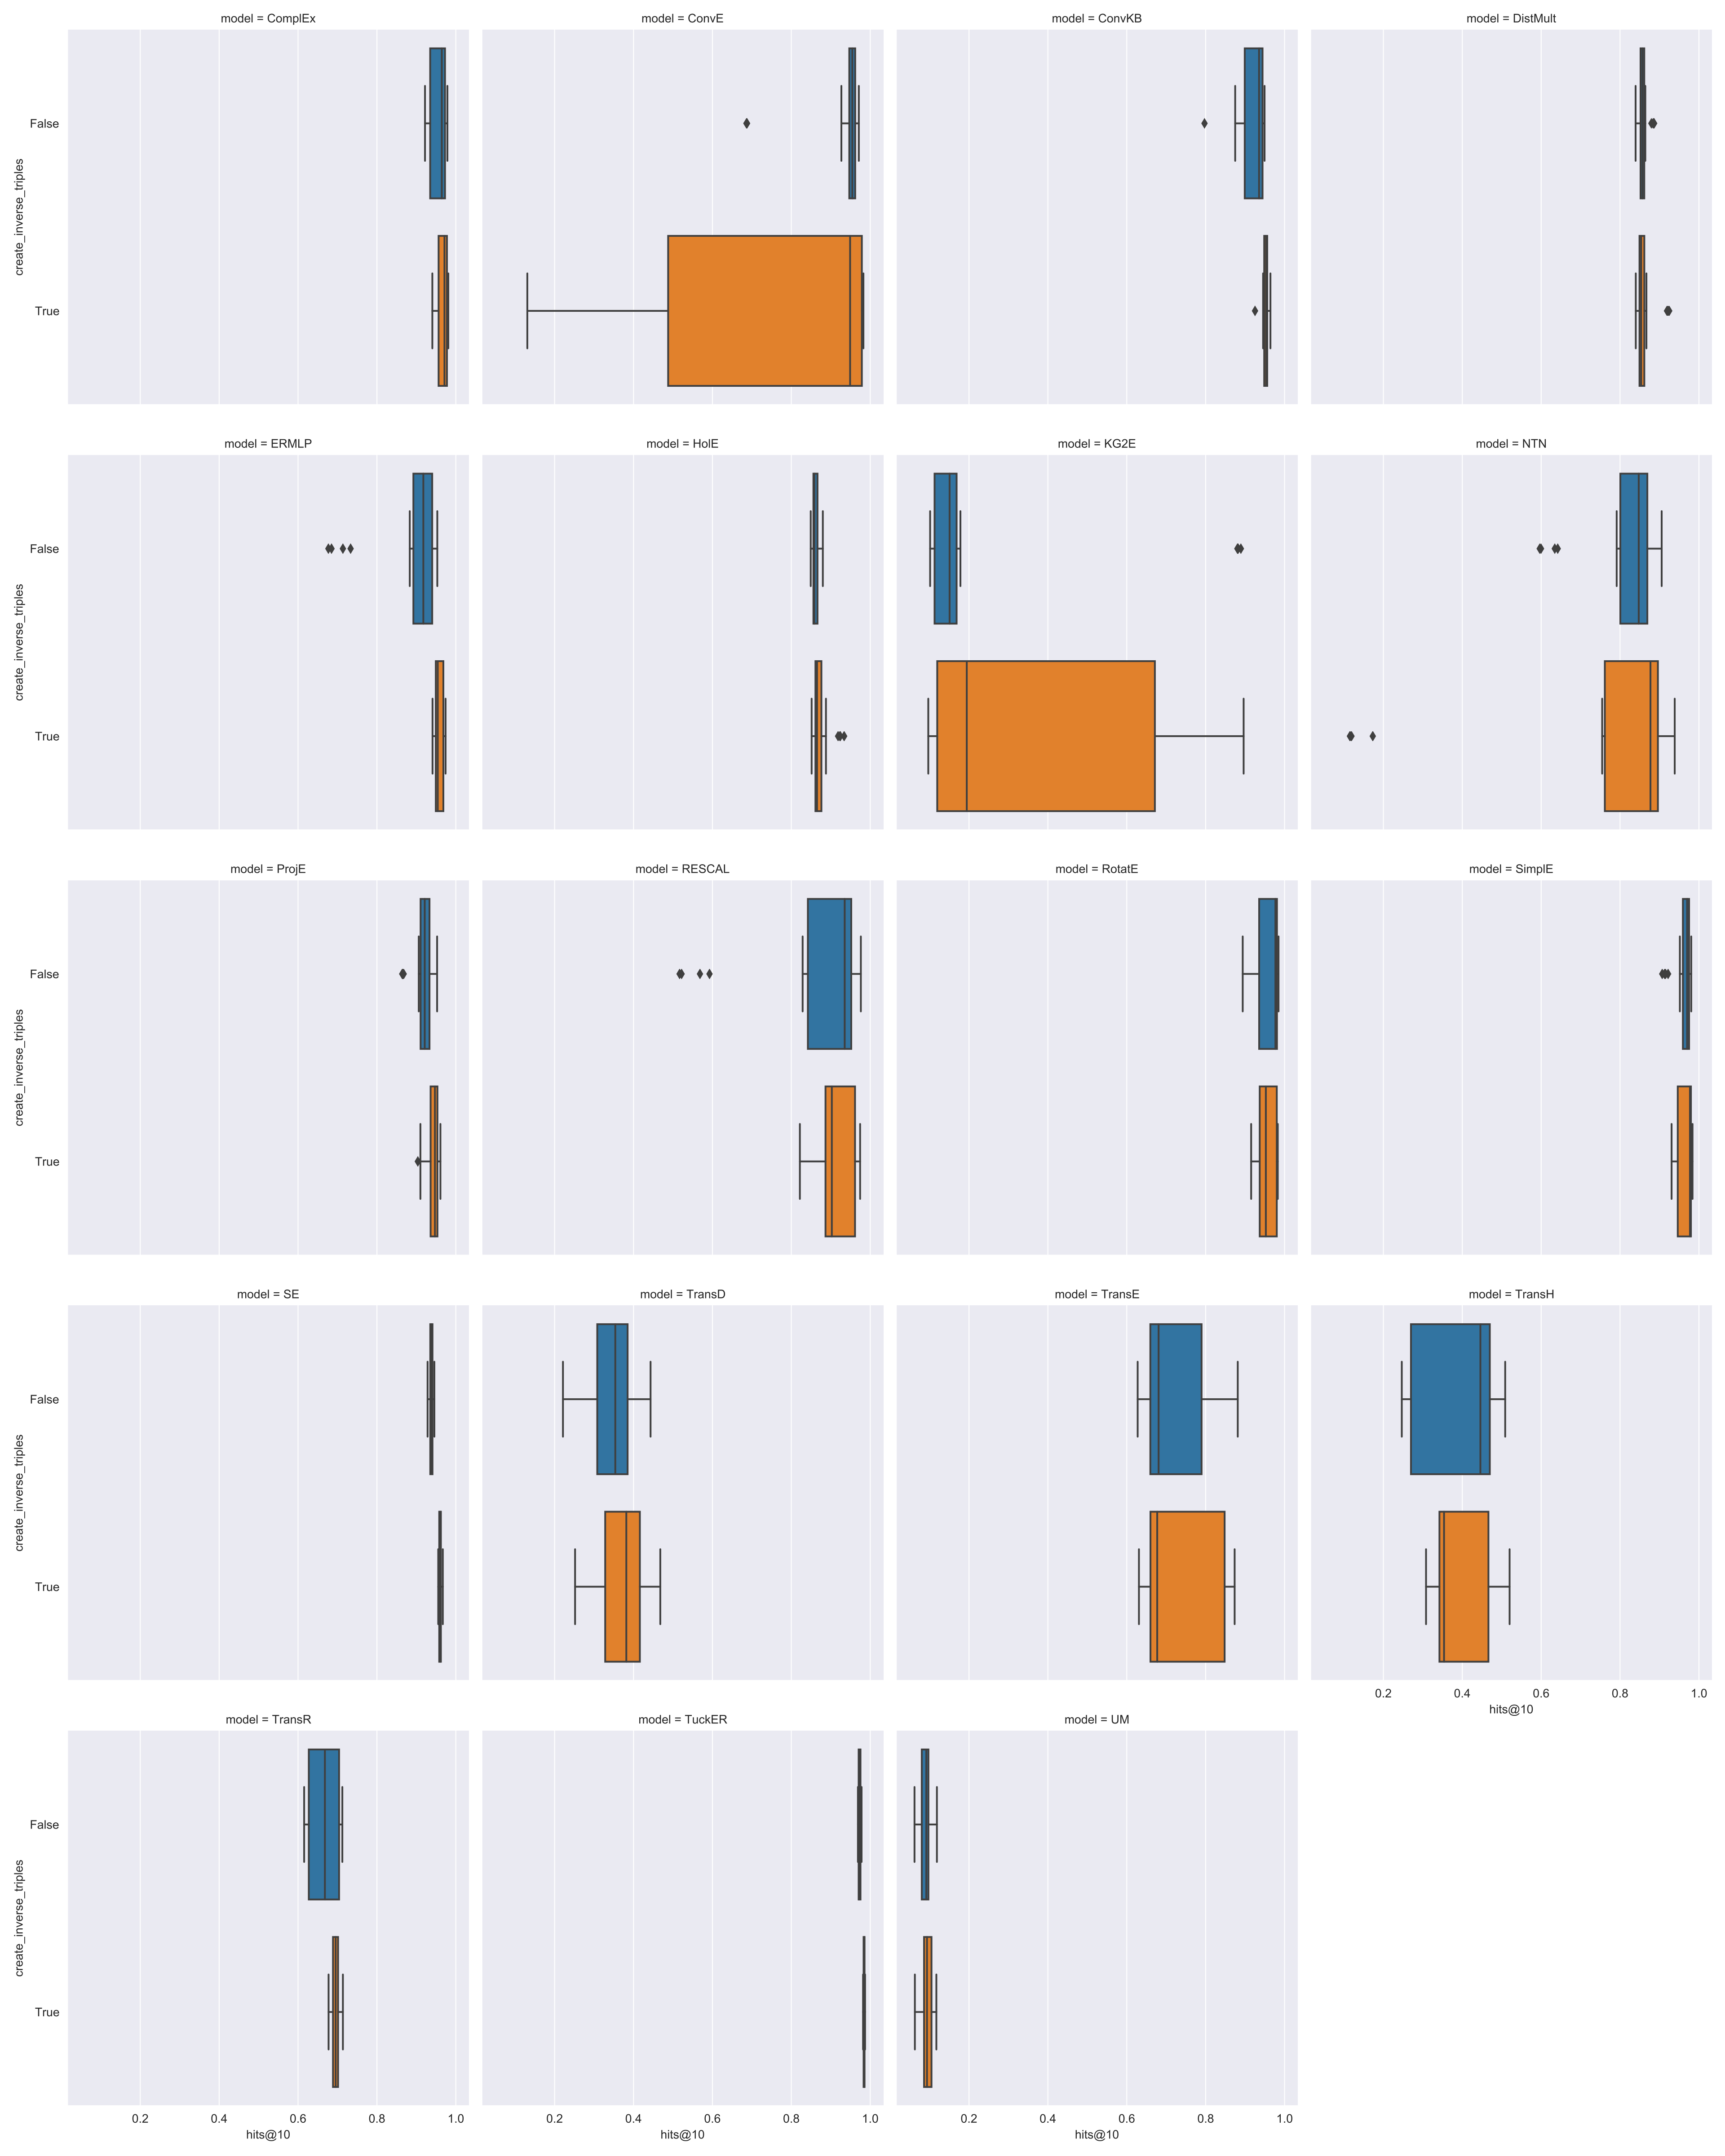 model = ComplEx
model = ConvE
model = ConvKB
model = DistMult
create_inverse_triples
False
True
model = ERMLP
model = HolE
model = KG2E
model = NTN
create_inverse_triples
False
True
model = ProjE
model = RESCAL
model = RotatE
model = SimplE
create_inverse_triples
False
True
model = SE
model = TransD
model = TransE
model = TransH
create_inverse_triples
False
True
0.2 0.4 0.6 0.8 1.0
hits@10
model = TransR
model = TuckER
model = UM
create_inverse_triples
False
True
0.2 0.4 0.6 0.8 1.0
hits@10
0.2 0.4 0.6 0.8 1.0
hits@10
0.2 0.4 0.6 0.8 1.0
hits@10